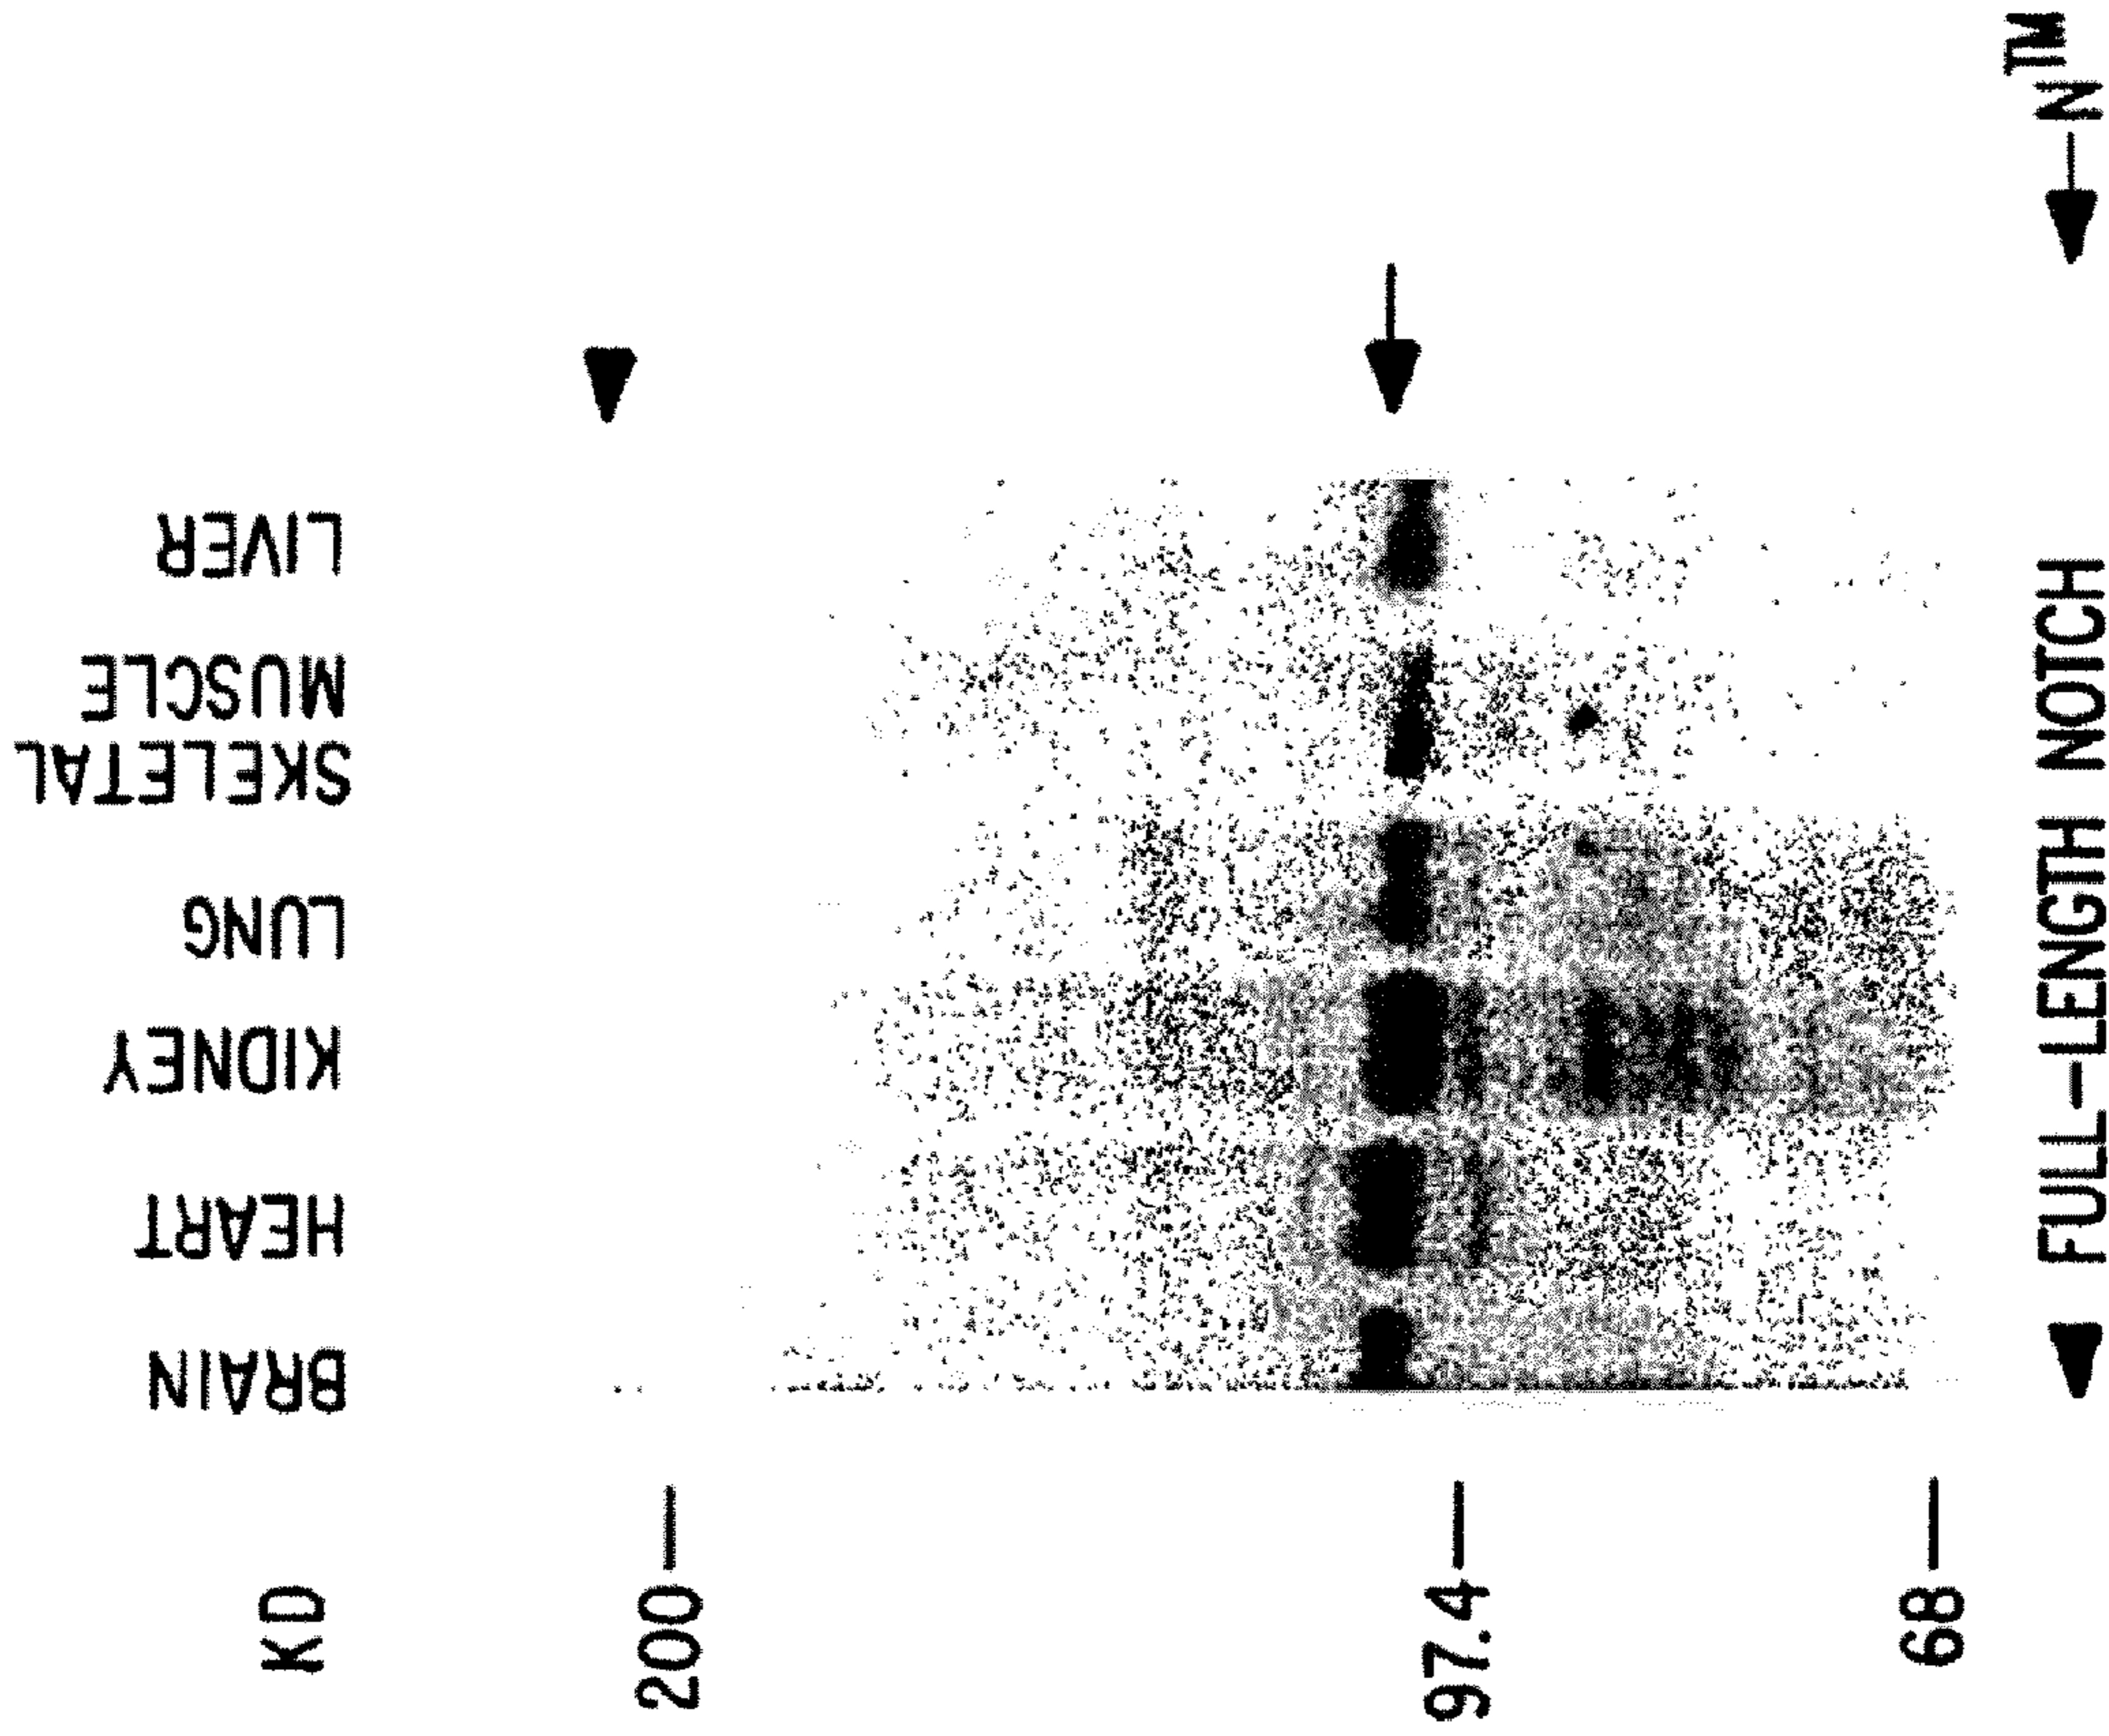 KD
BRAIN
HEART
KIDNEY
LUNG
SKELETAL
MUSCLE
LIVER
200
97.4
68
FULL-LENGTH NOTCH
N™